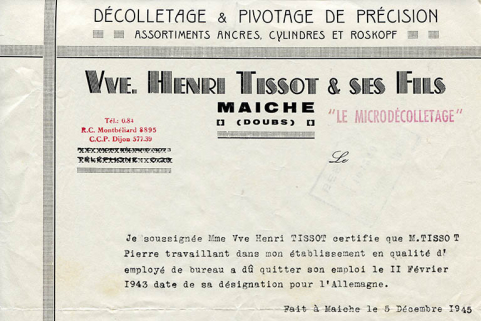 DÉCOLLETAGE & PIVOTAGE DE PRÉCISION
ASSORTIMENTS ANCRES, CYLINDRES ET ROSKOPF
VVE. HENRI TISSOT & SES FILS
MAICHE
(DOUBS)
"LE MICRODÉCOLLETAGE"
Tél.: 0.84
R.C. Montbéliard 8895
C.C.P. Dijon 577.39
Le
Je soussignée Mme Vve Henri TISSOT certifie que M.TISSO T
Pierre travaillant dans mon établissement en qualité d'
employé de bureau a dû quitter son emploi le II Février
1943 date de sa désignation pour l'Allemagne.
Fait à Maiche le 5 Décembre 1945